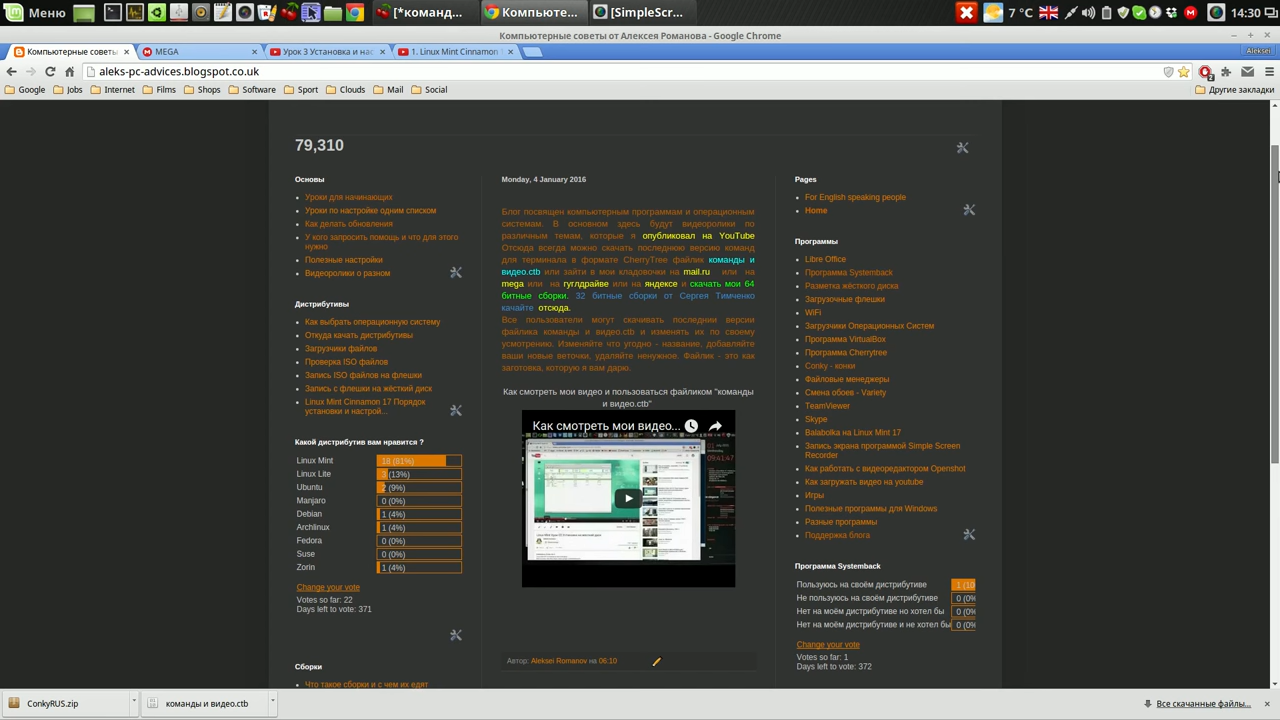 Меню
[*команд...
Компьюте...
[SimpleScr...
7 °C
14:30
Компьютерные советы от Алексея Романова - Google Chrome
Компьютерные советы
MEGA
Урок 3 Установка и нас
1. Linux Mint Cinnamon
Aleksei
aleks-pc-advices.blogspot.co.uk
2
Google
Jobs
Internet
Films
Shops
Software
Sport
Clouds
Mail
Social
Другие закладки
79,310
Основы
Уроки для начинающих
Уроки по настройке одним списком
Как делать обновления
У кого запросить помощь и что для этого
нужно
Полезные настройки
Видеоролики о разном
Дистрибутивы
Как выбрать операционную систему
Откуда качать дистрибутивы
Загрузчики файлов
Проверка ISO файлов
Запись ISO файлов на флешки
Запись с флешки на жёсткий диск
Linux Mint Cinnamon 17 Порядок
установки и настрой...
Какой дистрибутив вам нравится ?
Linux Mint 18 (81%)
Linux Lite 3 (13%)
Ubuntu 2 (9%)
Manjaro 0 (0%)
Debian 1 (4%)
Archlinux 1 (4%)
Fedora 0 (0%)
Suse 0 (0%)
Zorin 1 (4%)
Change your vote
Votes so far: 22
Days left to vote: 371
Сборки
Что такое сборки и с чем их едят
Monday, 4 January 2016
Блог посвящен компьютерным программам и операционным
системам. В основном здесь будут видеоролики по
различным темам, которые я опубликовал на YouTube
Отсюда всегда можно скачать последнюю версию команд
для терминала в формате CherryTree файлик команды и
видео.ctb или зайти в мои кладовочки на mail.ru или на
mega или на гуглдрайве или на яндексе и скачать мои 64
битные сборки. 32 битные сборки от Сергея Тимченко
качайте отсюда.
Все пользователи могут скачивать последнии версии
файлика команды и видео.ctb и изменять их по своему
усмотрению. Изменяйте что угодно - название, добавляйте
ваши новые веточки, удаляйте ненужное. Файлик - это как
заготовка, которую я вам дарю.
Как смотреть мои видео и пользоваться файликом "команды
и видео.ctb"
Как смотреть мои видео...
Автор: Aleksei Romanov на 06:10
Pages
For English speaking people
Home
Программы
Libre Office
Программа Systemback
Разметка жёсткого диска
Загрузочные флешки
WiFi
Загрузчики Операционных Систем
Программа VirtualBox
Программа Cherrytree
Conky - конки
Файловые менеджеры
Смена обоев - Variety
TeamViewer
Skype
Balabolka на Linux Mint 17
Запись экрана программой Simple Screen
Recorder
Как работать с видеоредактором Openshot
Как загружать видео на youtube
Игры
Полезные программы для Windows
Разные программы
Поддержка блога
Программа Systemback
Пользуюсь на своём дистрибутиве 1 (10
Не пользуюсь на своём дистрибутиве 0 (0%
Нет на моём дистрибутиве но хотел бы 0 (0%
Нет на моём дистрибутиве и не хотел бы 0 (0%
Change your vote
Votes so far: 1
Days left to vote: 372
ConkyRUS.zip
команды и видео.ctb
Все скачанные файлы...